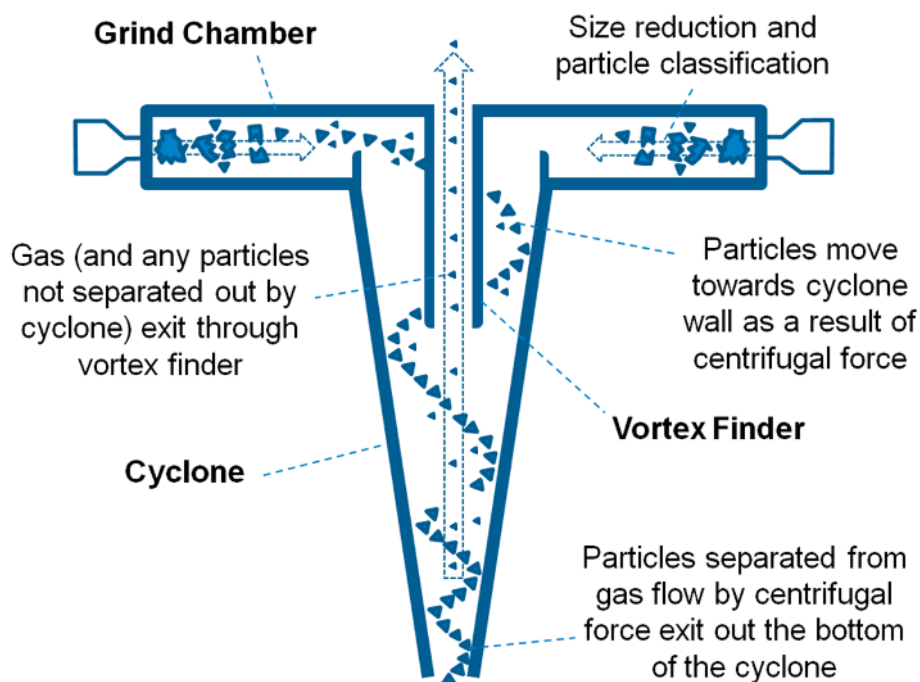 Grind Chamber
Size reduction and
particle classification
Gas (and any particles
not separated out by
cyclone) exit through
vortex finder
Particles move
towards cyclone
wall as a result of
centrifugal force
Vortex Finder
Cyclone
Particles separated from
gas flow by centrifugal
force exit out the bottom
of the cyclone